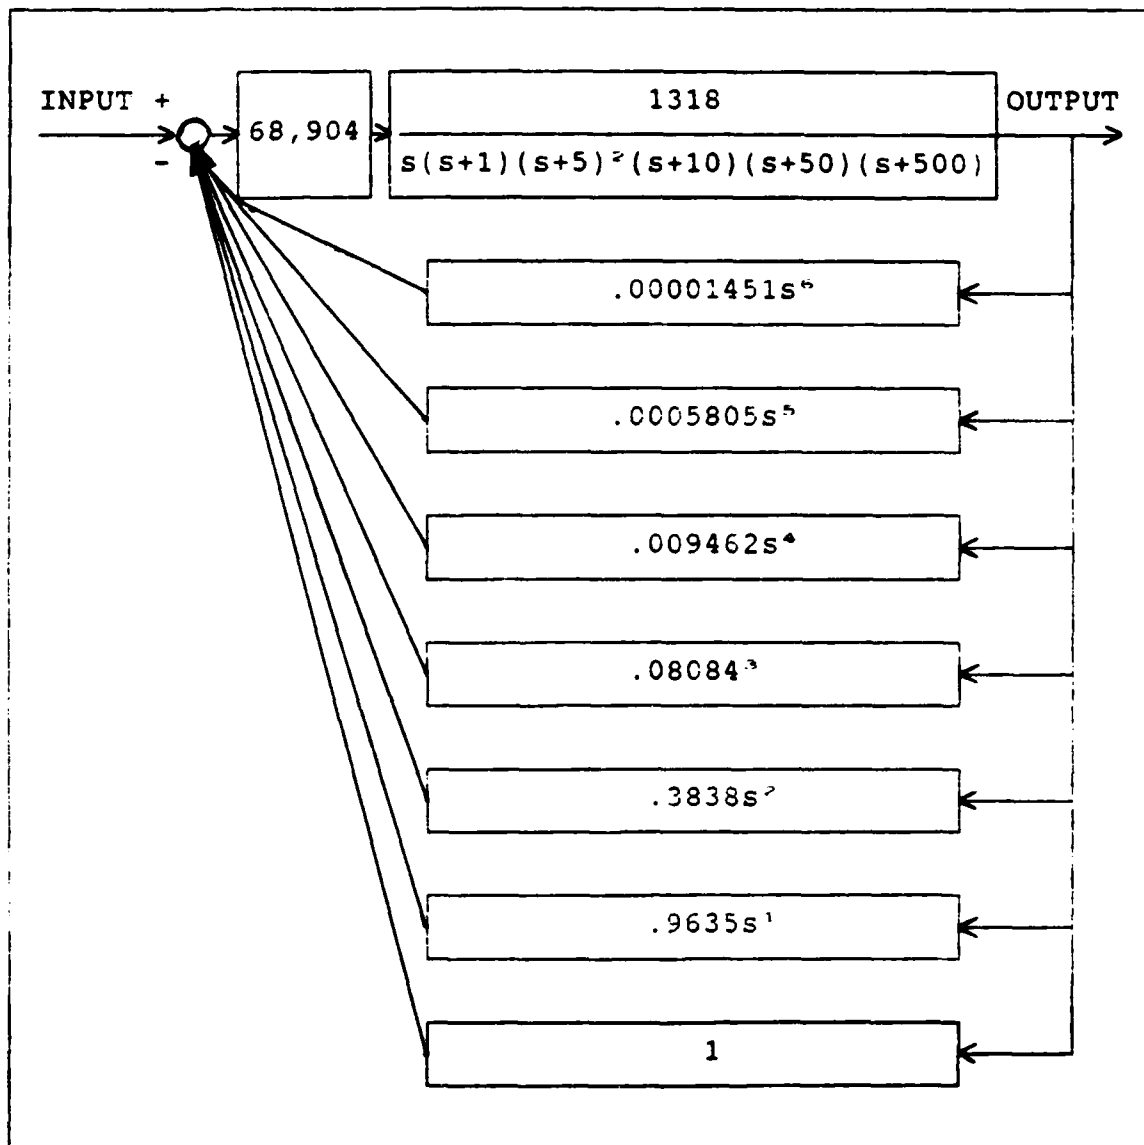 INPUT +
-
68,904
1318
s(s+1)(s+5)²(s+10)(s+50)(s+500)
OUTPUT
.00001451s⁶
.0005805s⁵
.009462s⁴
.08084³
.3838s²
.9635s¹
1